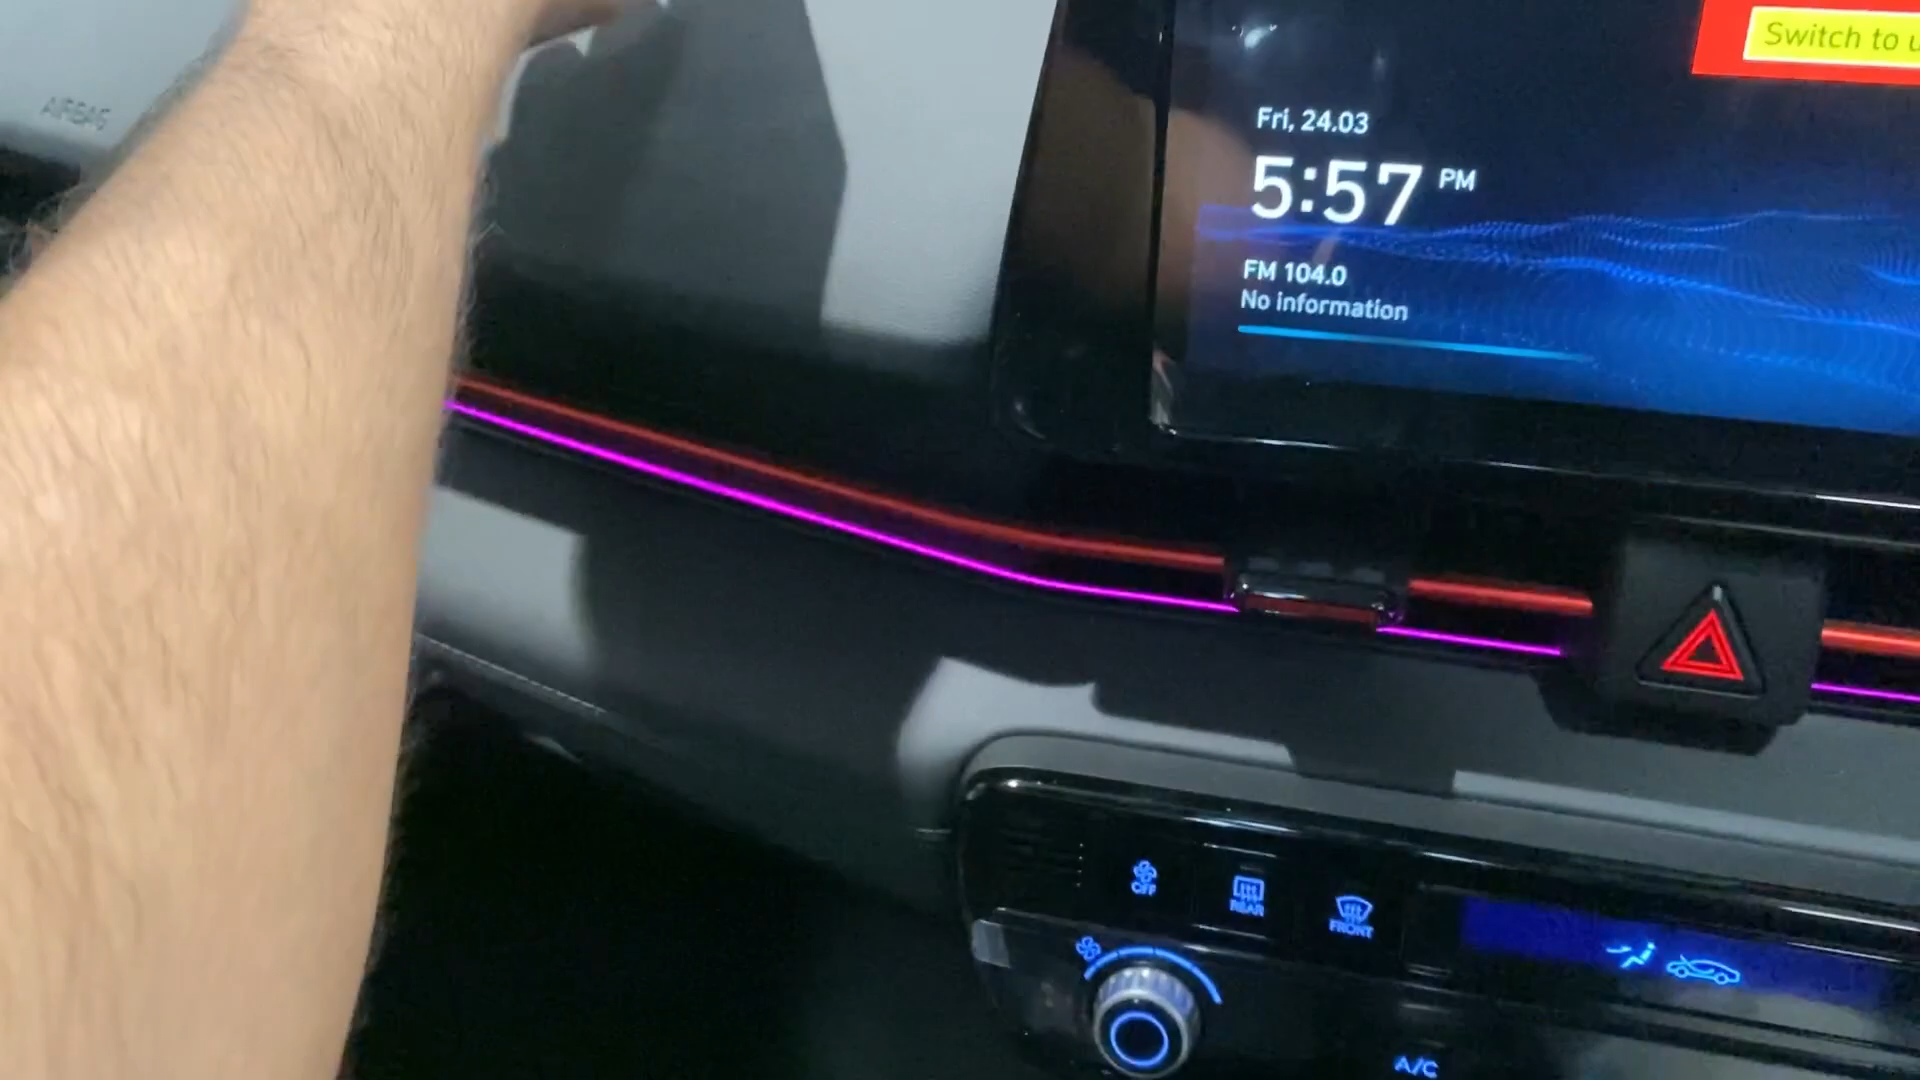 AIRBAG
Switch to u
Fri, 24.03
5:57 PM
FM 104.0
No information
OFF
REAR
FRONT
A/C